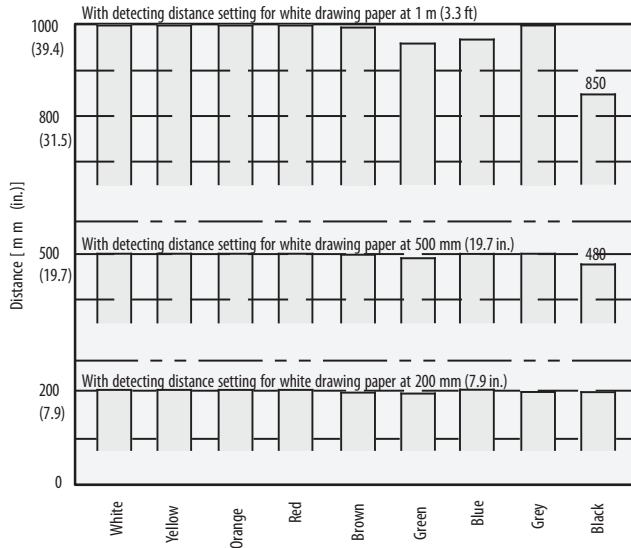 With detecting distance setting for white drawing paper at 1 m (3.3 ft)
1000
(39.4)
850
800
(31.5)
With detecting distance setting for white drawing paper at 500 mm (19.7 in.)
500
(19.7)
480
With detecting distance setting for white drawing paper at 200 mm (7.9 in.)
200
(7.9)
0
Distance [ m m (in.)]
White
Yellow
Orange
Red
Brown
Green
Blue
Grey
Black